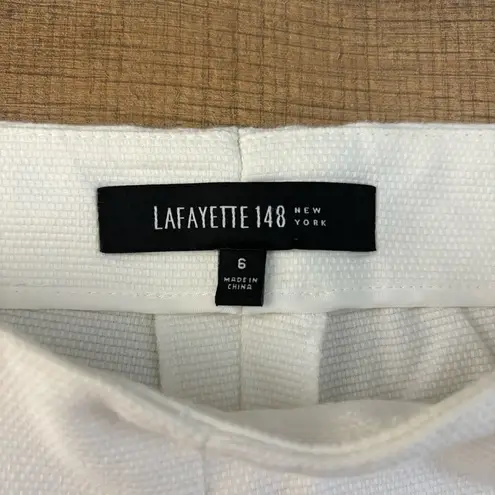 LAFAYETTE 148 NEW YORK
6
MADE IN
CHINA